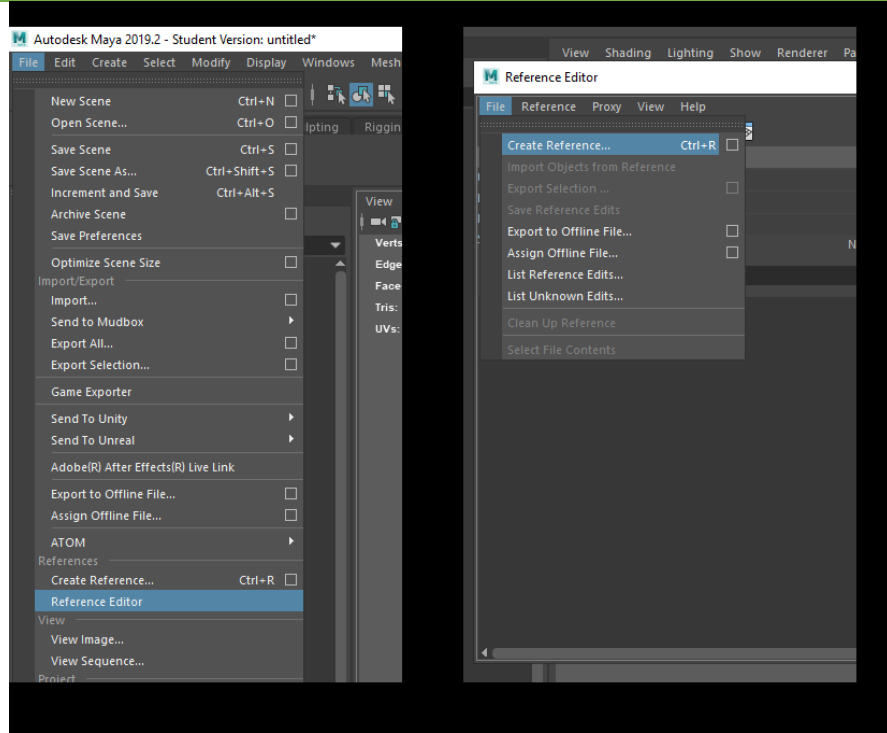 Autodesk Maya 2019.2 - Student Version: untitled*
File Edit Create Select Modify Display Windows Mesh
New Scene Ctrl+N
Open Scene... Ctrl+O
Save Scene Ctrl+S
Save Scene As... Ctrl+Shift+S
Increment and Save Ctrl+Alt+S
Archive Scene
Save Preferences
Optimize Scene Size
Import/Export
Import...
Send to Mudbox
Export All...
Export Selection...
Game Exporter
Send To Unity
Send To Unreal
Adobe(R) After Effects(R) Live Link
Export to Offline File...
Assign Offline File...
ATOM
References
Create Reference... Ctrl+R
Reference Editor
View
View Image...
View Sequence...
Project
lpting Riggin
View
Verts
Edge
Face
Tris:
UVs:
View Shading Lighting Show Renderer Pa
Reference Editor
File Reference Proxy View Help
Create Reference... Ctrl+R
Import Objects from Reference
Export Selection ...
Save Reference Edits
Export to Offline File...
Assign Offline File...
List Reference Edits...
List Unknown Edits...
Clean Up Reference
Select File Contents
N